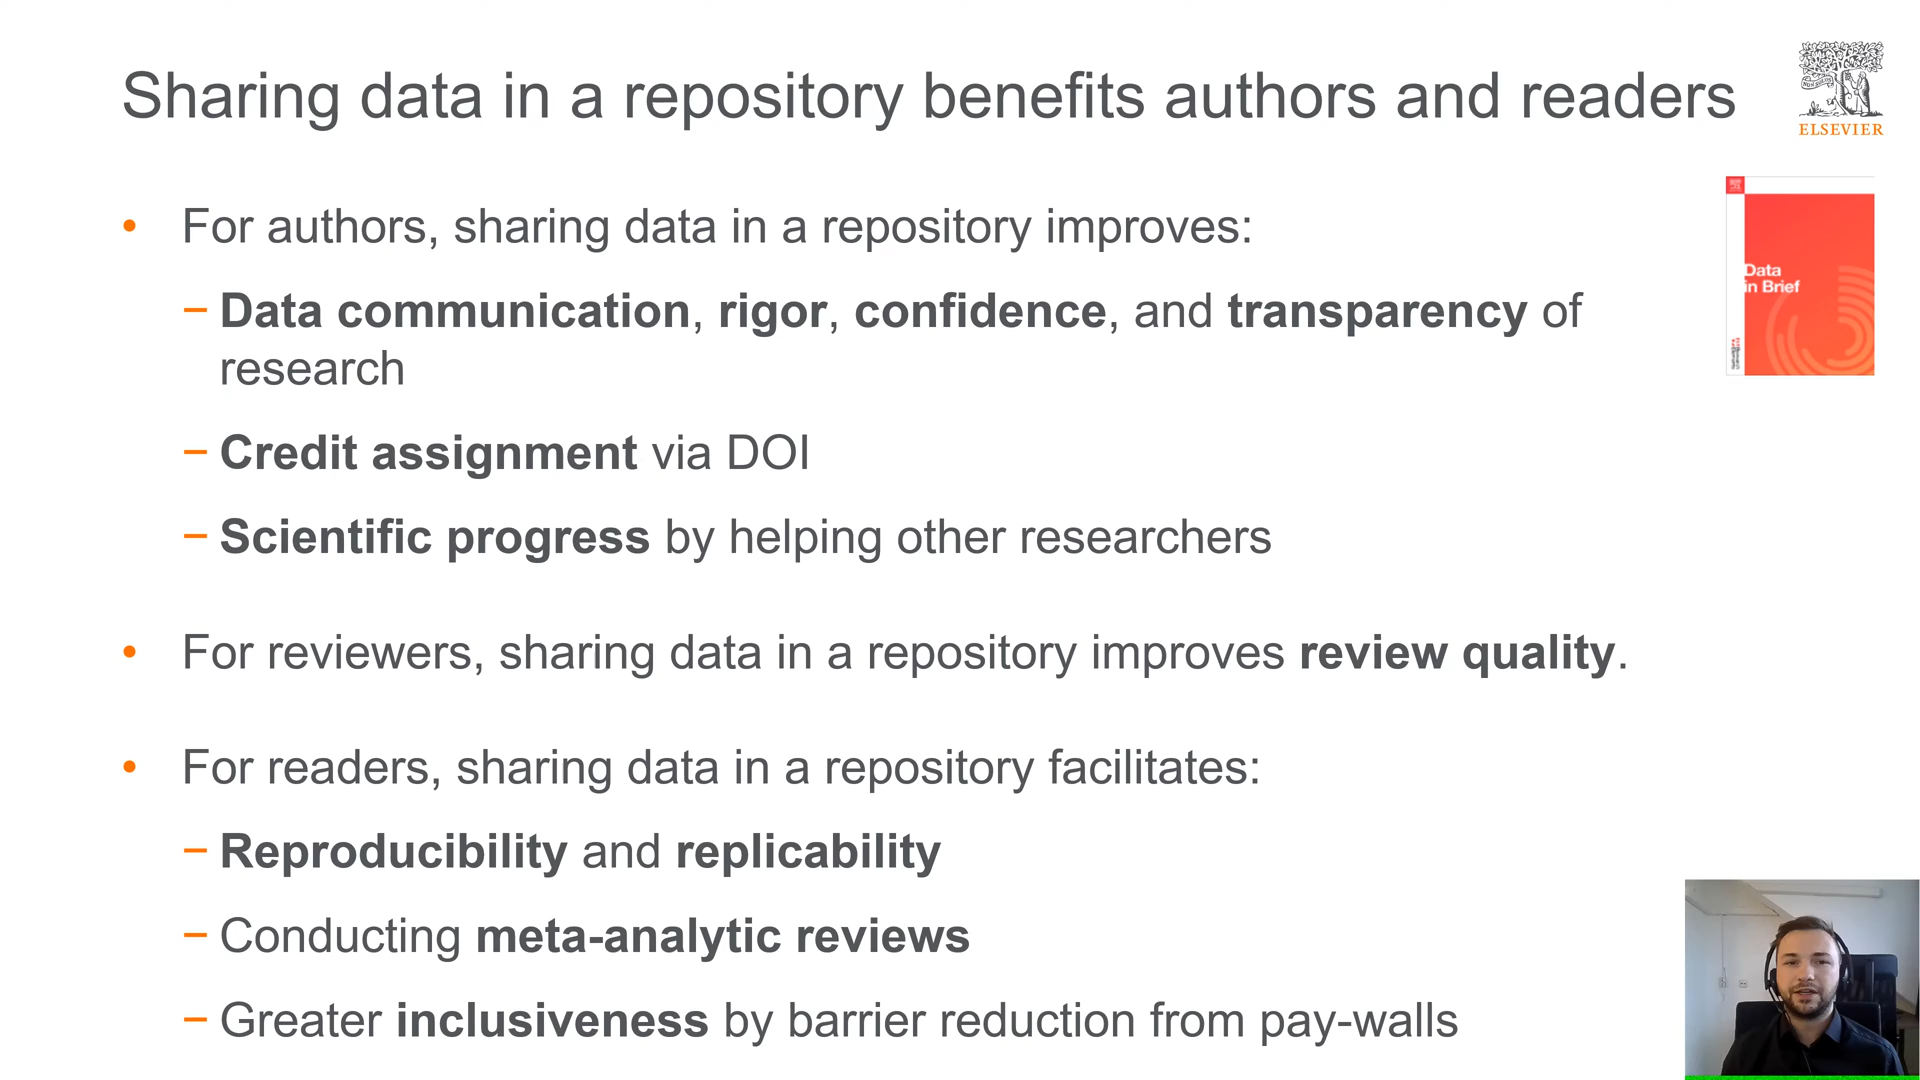 Sharing data in a repository benefits authors and readers
ELSEVIER
• For authors, sharing data in a repository improves:
– Data communication, rigor, confidence, and transparency of
research
– Credit assignment via DOI
– Scientific progress by helping other researchers
• For reviewers, sharing data in a repository improves review quality.
• For readers, sharing data in a repository facilitates:
– Reproducibility and replicability
– Conducting meta-analytic reviews
– Greater inclusiveness by barrier reduction from pay-walls
Data
in Brief